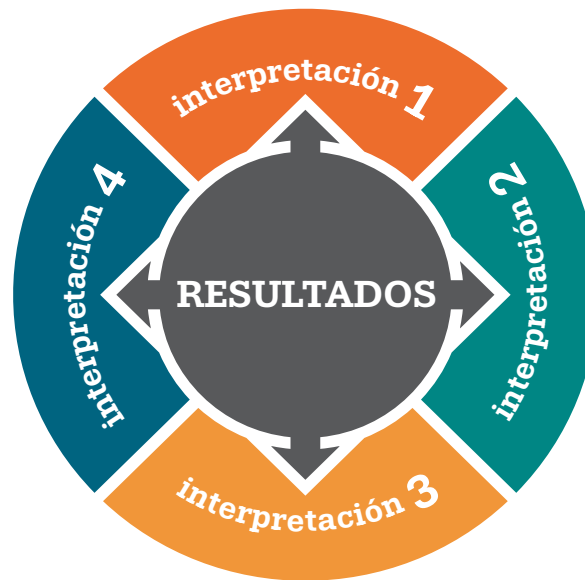 interpretación 1
interpretación 2
RESULTADOS
interpretación 3
interpretación 4